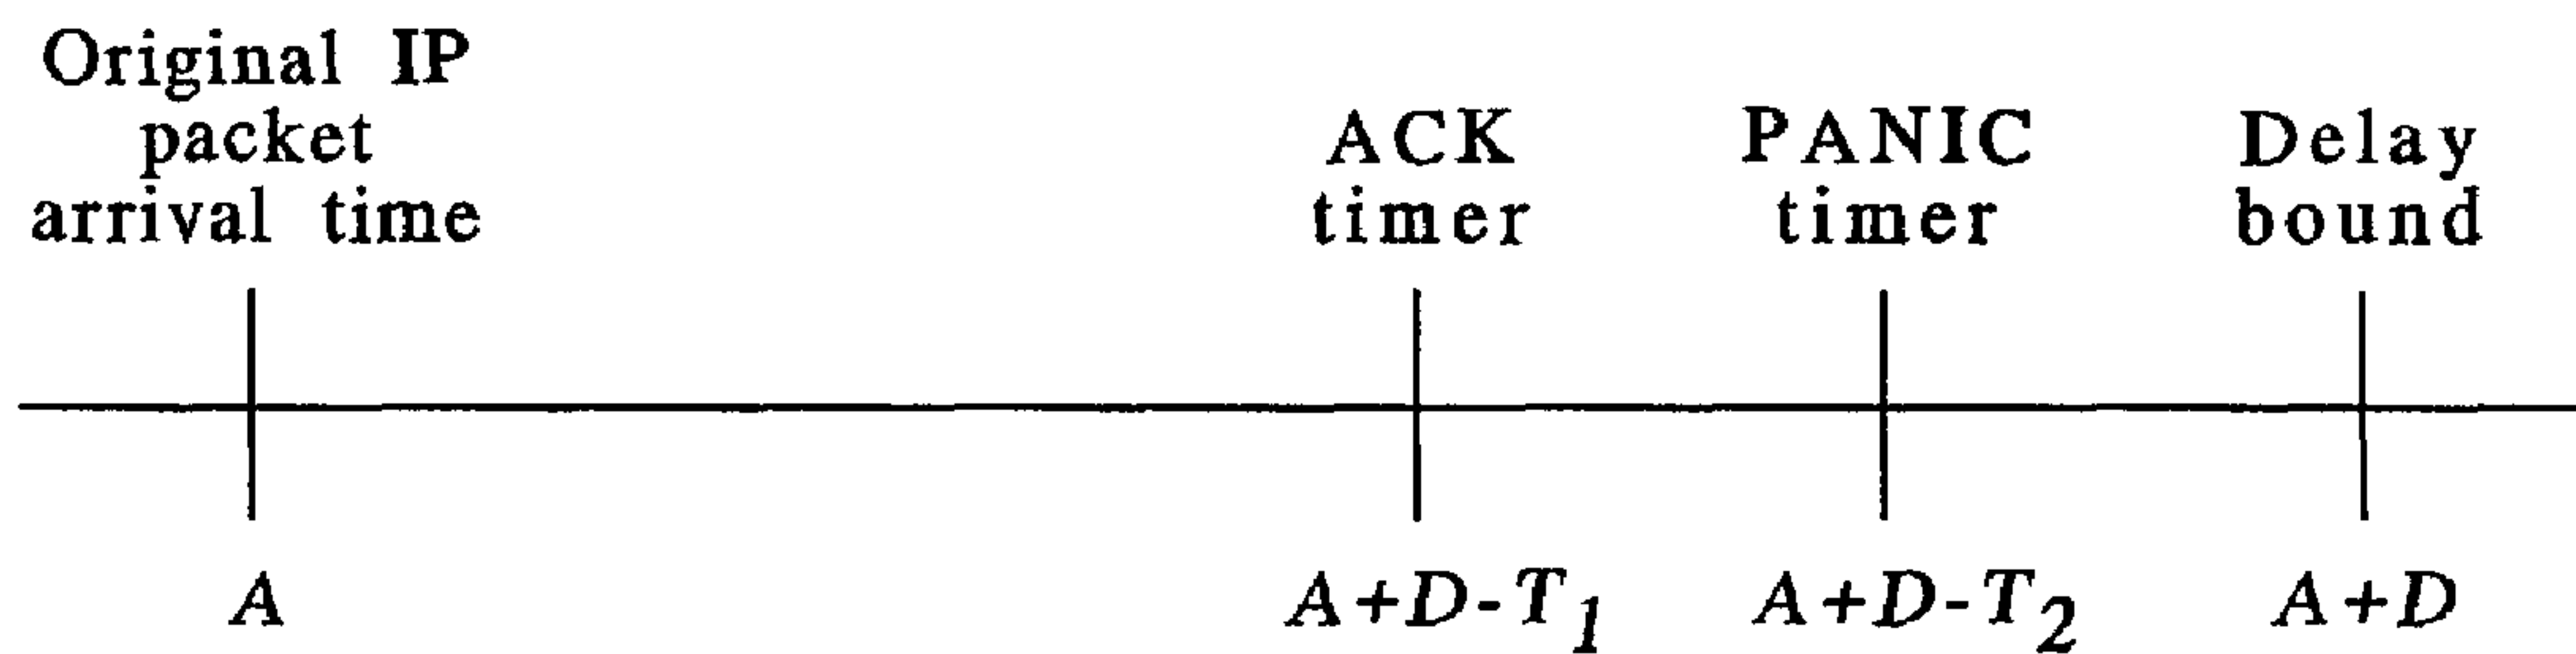 Original IP
packet
arrival time
ACK
timer
PANIC
timer
Delay
bound
A
A+D-T1
A+D-T2
A+D